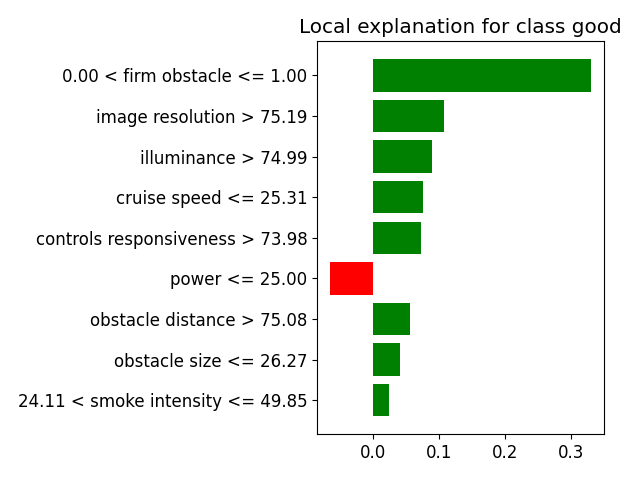 Local explanation for class good
0.00 < firm obstacle <= 1.00
image resolution > 75.19
illuminance > 74.99
cruise speed <= 25.31
controls responsiveness > 73.98
power <= 25.00
obstacle distance > 75.08
obstacle size <= 26.27
24.11 < smoke intensity <= 49.85
0.0 0.1 0.2 0.3